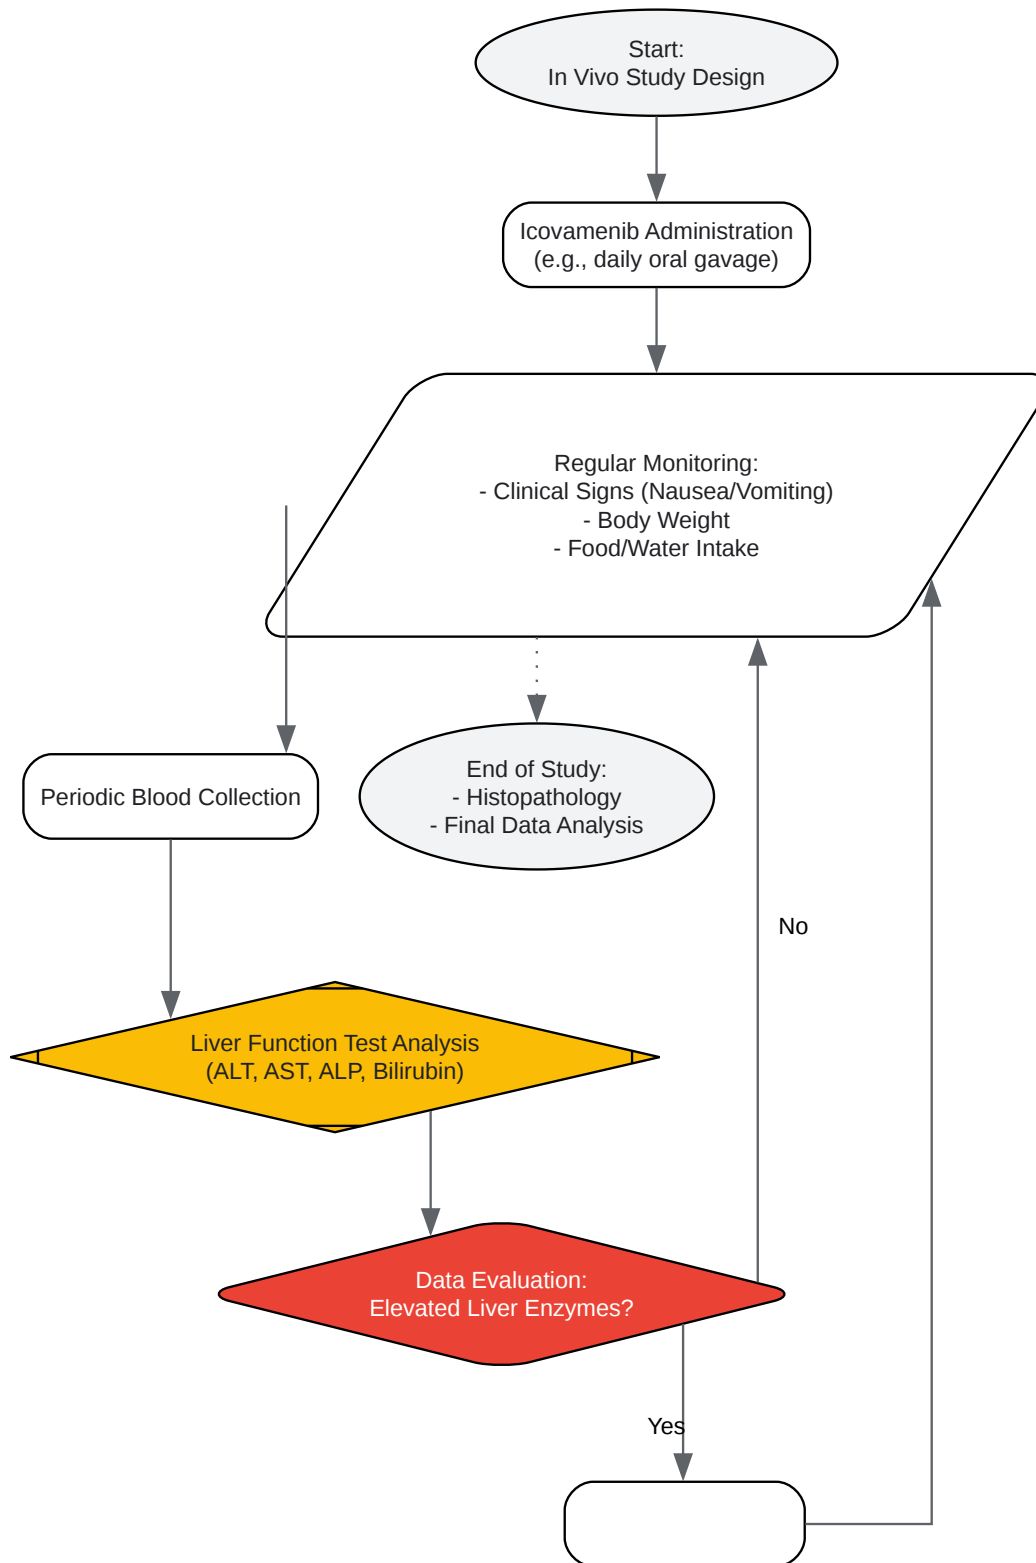 Start:
In Vivo Study Design
Icovamenib Administration
(e.g., daily oral gavage)
Regular Monitoring:
- Clinical Signs (Nausea/Vomiting)
- Body Weight
- Food/Water Intake
Periodic Blood Collection
End of Study:
- Histopathology
- Final Data Analysis
No
Liver Function Test Analysis
(ALT, AST, ALP, Bilirubin)
Data Evaluation:
Elevated Liver Enzymes?
Yes